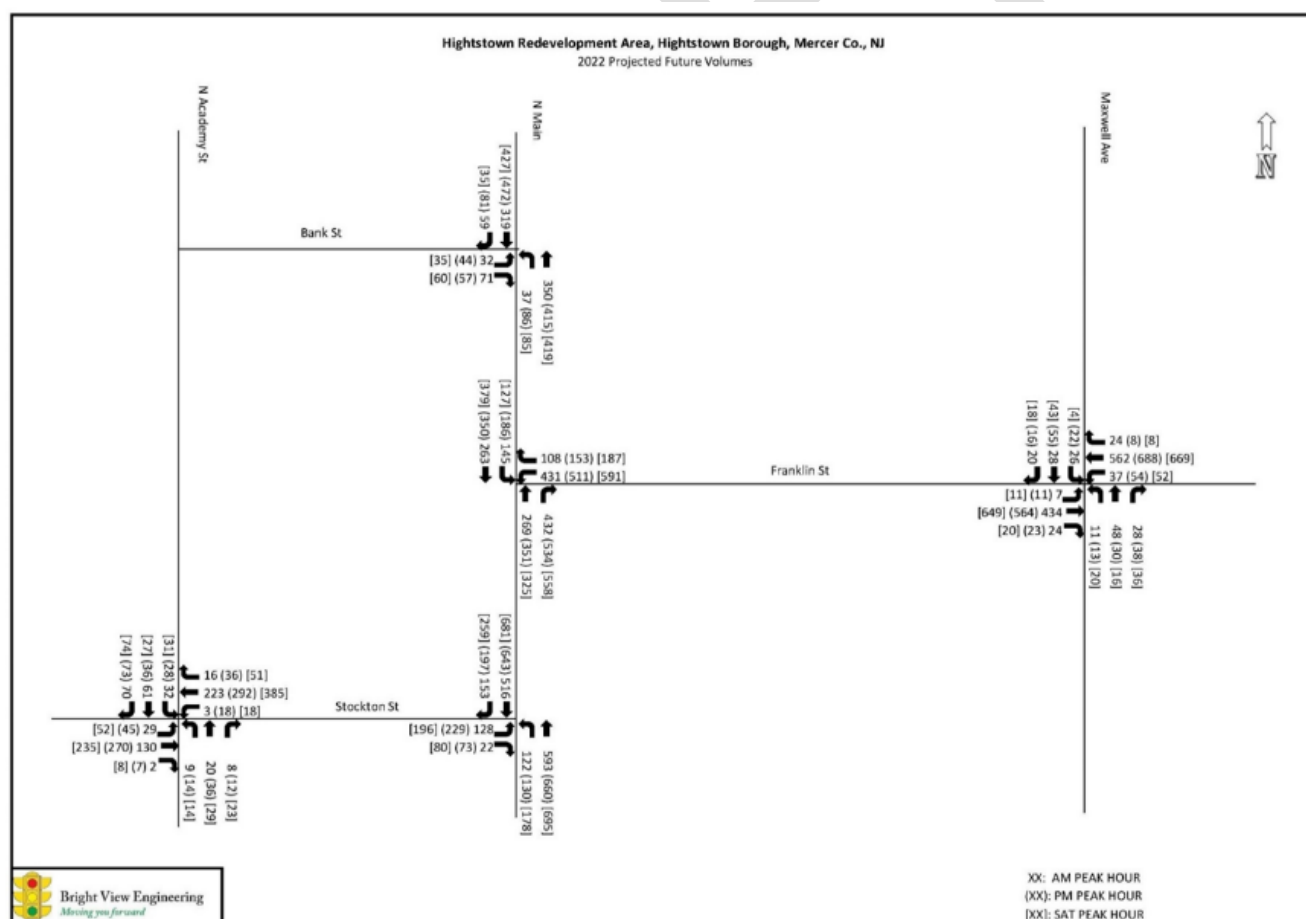 Hightstown Redevelopment Area, Hightstown Borough, Mercer Co., NJ
2022 Projected Future Volumes
N Academy St
N Main
Maxwell Ave
N
[35] (81) 59
[427] (472) 319
Bank St
[35] (44) 32
[60] (57) 71
37 (86) [85]
350 (415) [419]
[379] (350) 263
[127] (186) 145
108 (153) [187]
431 (511) [591]
Franklin St
269 (351) [325]
432 (534) [558]
[18] (16) 20
[43] (55) 28
[4] (22) 26
24 (8) [8]
562 (688) [669]
37 (54) [52]
[11] (11) 7
[649] (564) 434
[20] (23) 24
11 (13) [20]
48 (30) [16]
28 (38) [36]
[74] (73) 70
[27] (36) 61
[31] (28) 32
16 (36) [51]
223 (292) [385]
3 (18) [18]
Stockton St
[52] (45) 29
[235] (270) 130
[8] (7) 2
9 (14) [14]
20 (36) [29]
8 (12) [23]
[259] (197) 153
[681] (643) 516
[196] (229) 128
[80] (73) 22
122 (130) [178]
593 (660) [695]
Bright View Engineering
Moving you forward
XX: AM PEAK HOUR
(XX): PM PEAK HOUR
[XX]: SAT PEAK HOUR